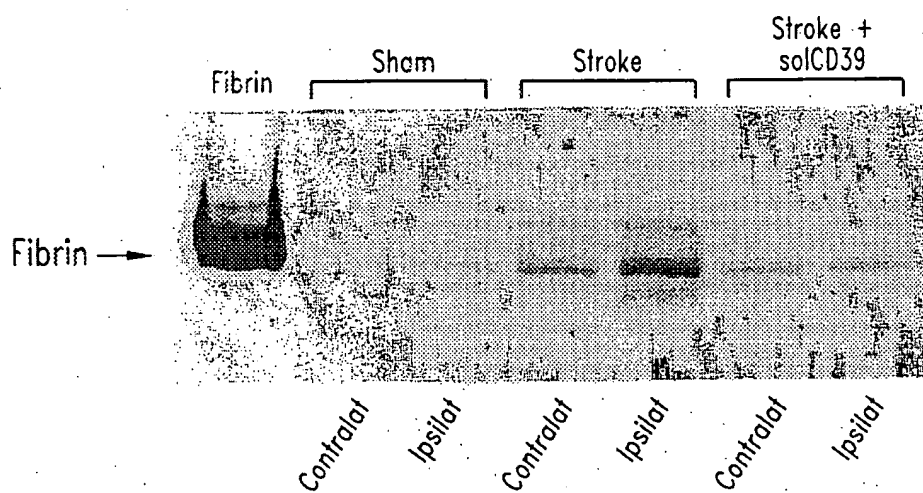 Fibrin
Sham
Stroke
Stroke +
solCD39
Fibrin
Contralat
Ipsilat
Contralat
Ipsilat
Contralat
Ipsilat